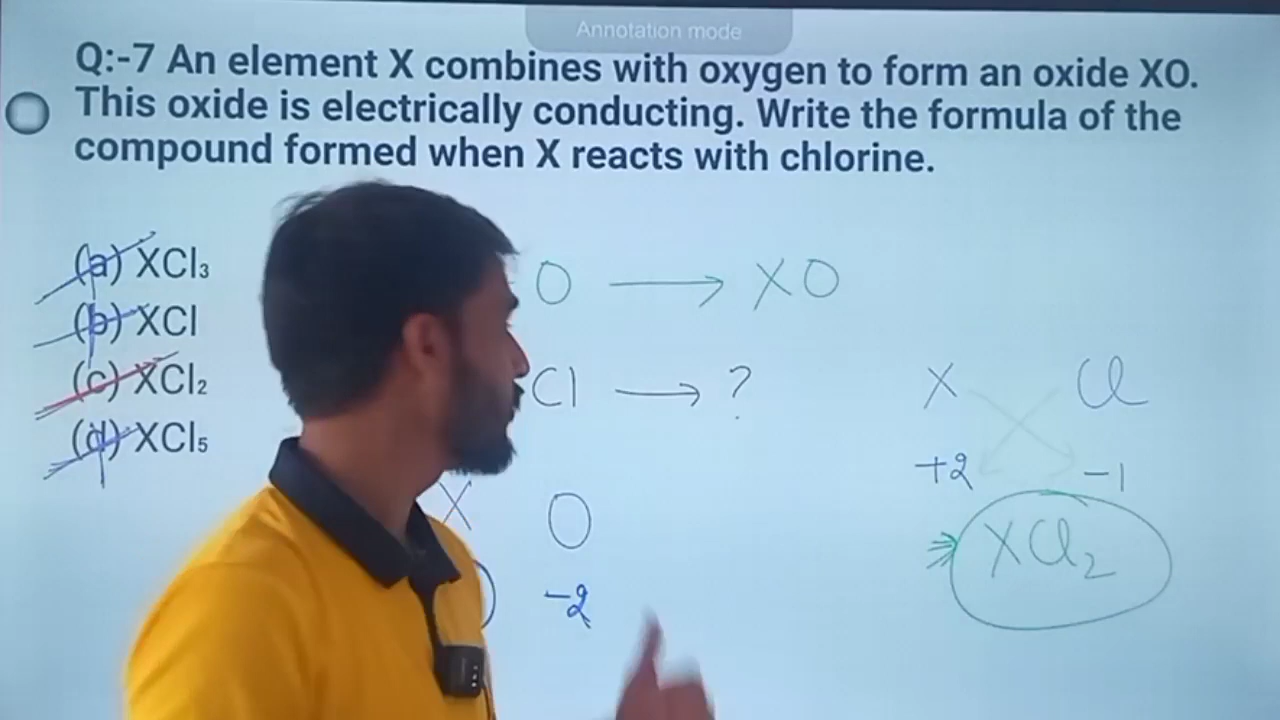 Annotation mode
Q:-7 An element X combines with oxygen to form an oxide XO.
This oxide is electrically conducting. Write the formula of the
compound formed when X reacts with chlorine.
(a) XCl₃
(b) XCl
(c) XCl₂
(d) XCl₅
O → XO
Cl → ?
X O
-2
X Cl
+2 -1
XCl₂